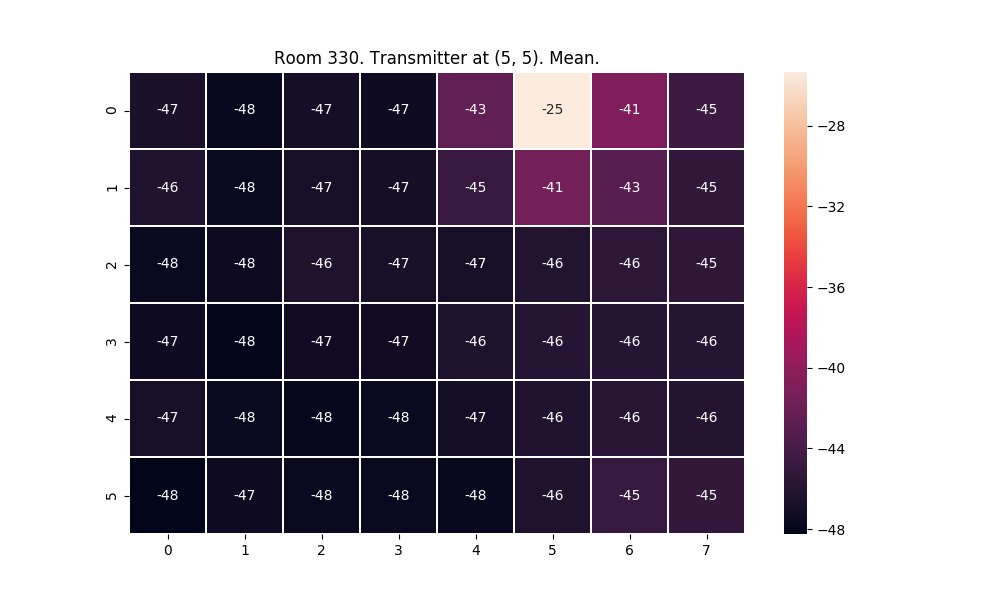 Room 330. Transmitter at (5, 5). Mean.
0 -47 -48 -47 -47 -43 -25 -41 -45
1 -46 -48 -47 -47 -45 -41 -43 -45
2 -48 -48 -46 -47 -47 -46 -46 -45
3 -47 -48 -47 -47 -46 -46 -46 -46
4 -47 -48 -48 -48 -47 -46 -46 -46
5 -48 -47 -48 -48 -48 -46 -45 -45
0 1 2 3 4 5 6 7
−28
−32
−36
−40
−44
−48